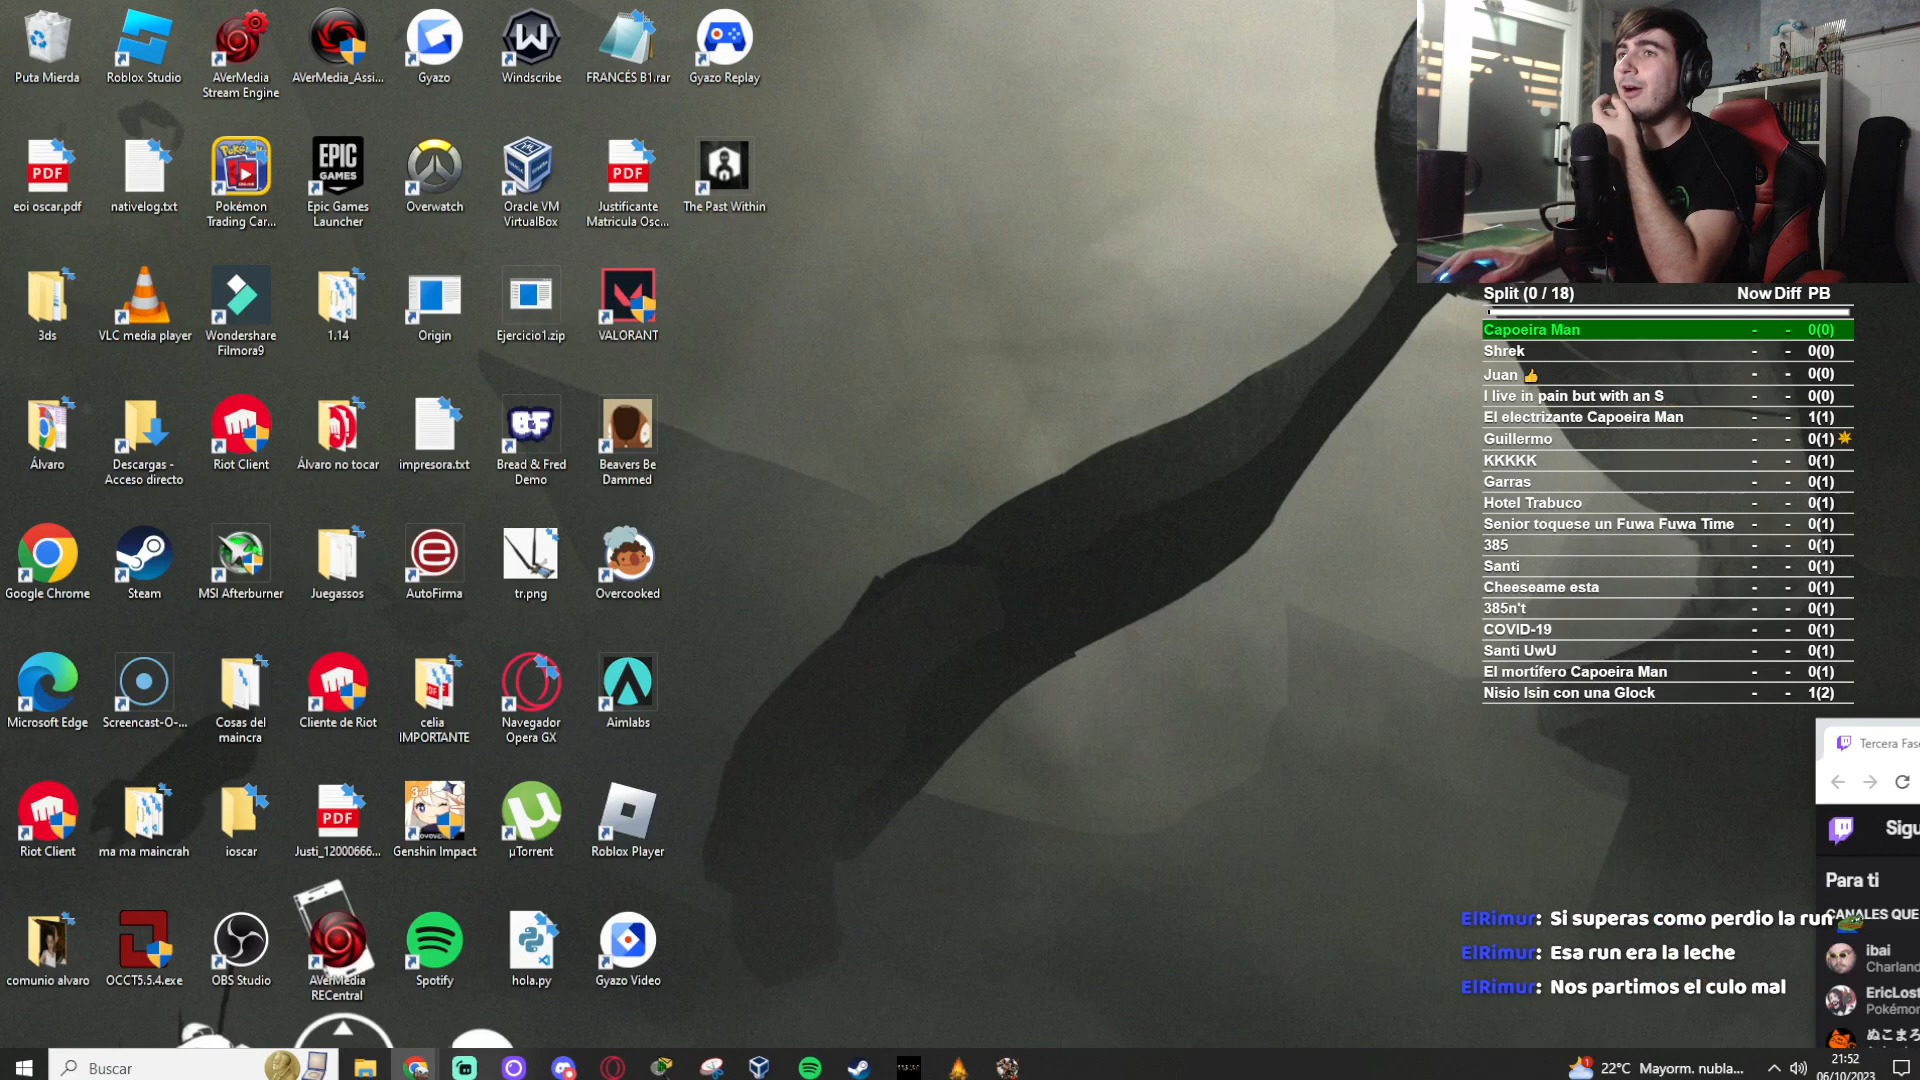 Puta Mierda
Roblox Studio
AVerMedia
Stream Engine
AVerMedia_Assi...
Gyazo
Windscribe
FRANCÉS B1.rar
Gyazo Replay
PDF
eoi oscar.pdf
nativelog.txt
Pokémon
Trading Car...
EPIC
GAMES
Epic Games
Launcher
Overwatch
Oracle VM
VirtualBox
PDF
Justificante
Matricula Osc...
The Past Within
3ds
VLC media player
Wondershare
Filmora9
1.14
Origin
Ejercicio1.zip
VALORANT
Álvaro
Descargas -
Acceso directo
Riot Client
Álvaro no tocar
impresora.txt
BF
Bread & Fred
Demo
Beavers Be
Dammed
Google Chrome
Steam
MSI Afterburner
Juegassos
AutoFirma
tr.png
Overcooked
Microsoft Edge
Screencast-O-...
Cosas del
maincra
Cliente de Riot
celia
IMPORTANTE
Navegador
Opera GX
Aimlabs
Riot Client
ma ma maincrah
ioscar
PDF
Justi_12000666...
Genshin Impact
µTorrent
Roblox Player
comunio alvaro
OCCT5.5.4.exe
OBS Studio
AVerMedia
RECentral
Spotify
hola.py
Gyazo Video
Split (0 / 18) Now Diff PB
Capoeira Man - - 0(0)
Shrek - - 0(0)
Juan 👍 - - 0(0)
I live in pain but with an S - - 0(0)
El electrizante Capoeira Man - - 1(1)
Guillermo - - 0(1)
KKKKK - - 0(1)
Garras - - 0(1)
Hotel Trabuco - - 0(1)
Senior toquese un Fuwa Fuwa Time - - 0(1)
385 - - 0(1)
Santi - - 0(1)
Cheeseame esta - - 0(1)
385n't - - 0(1)
COVID-19 - - 0(1)
Santi UwU - - 0(1)
El mortífero Capoeira Man - - 0(1)
Nisio Isin con una Glock - - 1(2)
Tercera Fas
Sigu
Para ti
CANALES QUE
ibai
Charland
EricLost
Pokémon
ぬこまろ
ElRimur: Si superas como perdio la run
ElRimur: Esa run era la leche
ElRimur: Nos partimos el culo mal
Buscar
22°C Mayorm. nubla...
21:52
06/10/2023